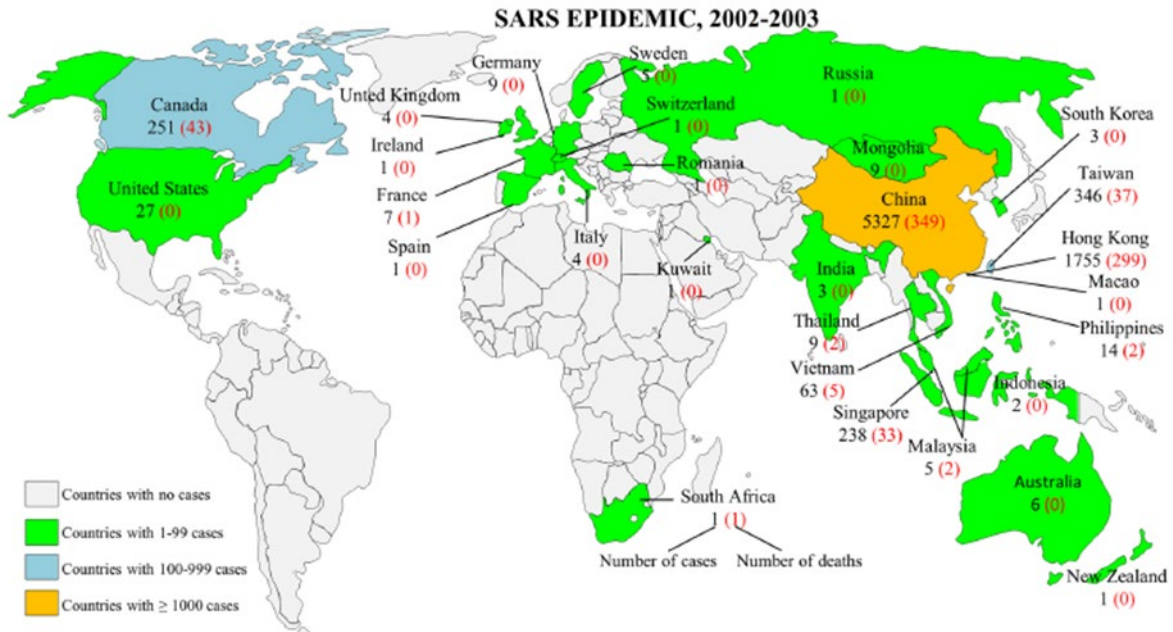 SARS EPIDEMIC, 2002-2003
Canada
251 (43)
United States
27 (0)
Germany
9 (0)
United Kingdom
4 (0)
Ireland
1 (0)
France
7 (1)
Spain
1 (0)
Sweden
5 (0)
Switzerland
1 (0)
Romania
1 (0)
Italy
4 (0)
Kuwait
1 (0)
Russia
1 (0)
Mongolia
9 (0)
China
5327 (349)
South Korea
3 (0)
Taiwan
346 (37)
Hong Kong
1755 (299)
Macao
1 (0)
Philippines
14 (2)
India
3 (0)
Thailand
9 (2)
Vietnam
63 (5)
Singapore
238 (33)
Malaysia
5 (2)
Indonesia
2 (0)
Australia
6 (0)
New Zealand
1 (0)
South Africa
1 (1)
Number of cases
Number of deaths
Countries with no cases
Countries with 1-99 cases
Countries with 100-999 cases
Countries with ≥ 1000 cases